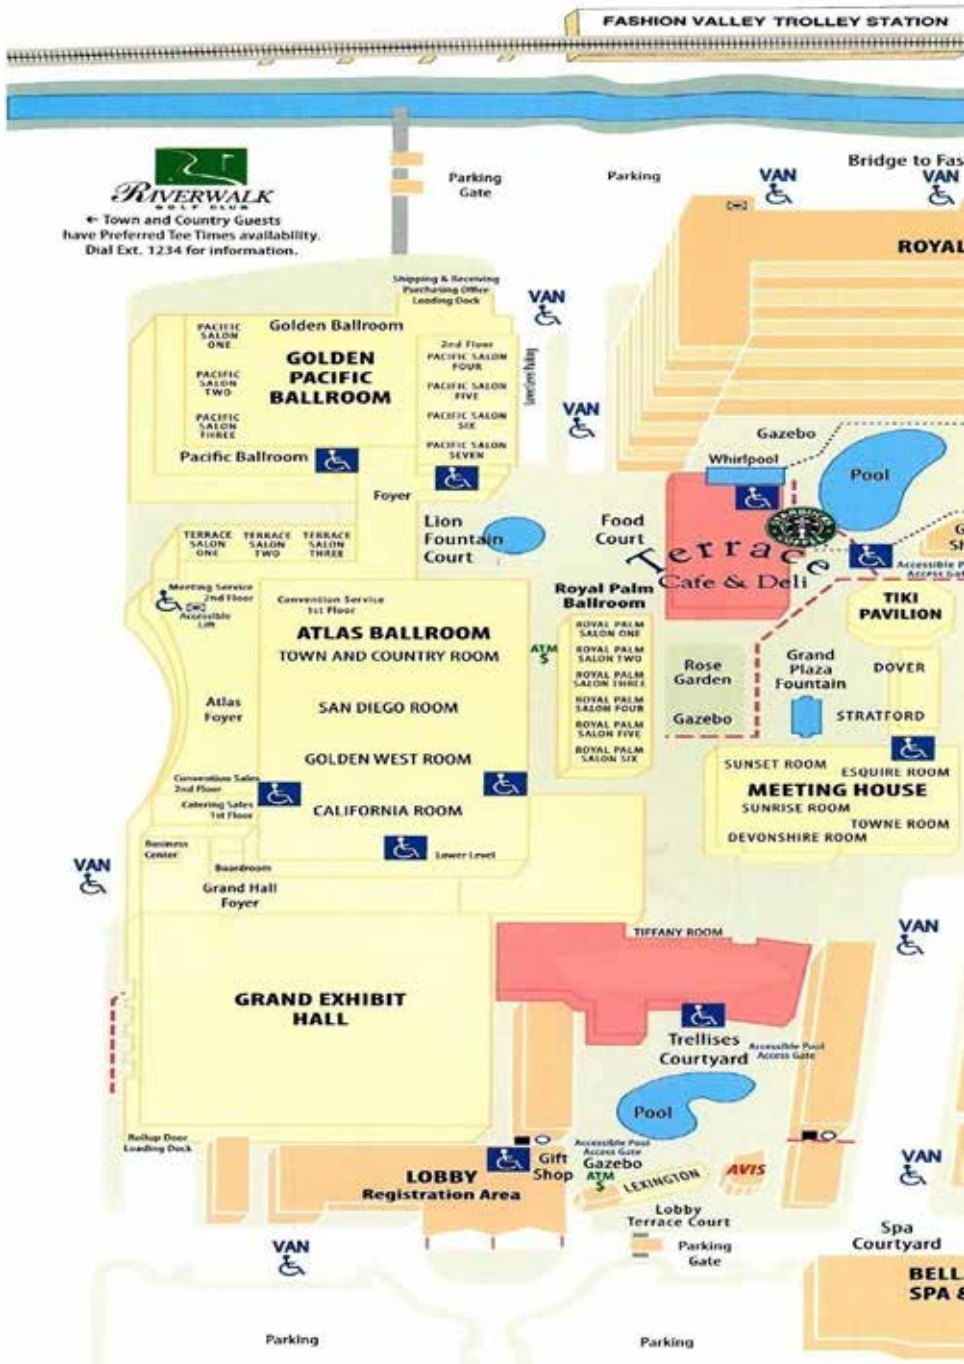 FASHION VALLEY TROLLEY STATION
RIVERWALK
GOLF CLUB
← Town and Country Guests
have Preferred Tee Times availability.
Dial Ext. 1234 for information.
Parking
Gate
Parking
Bridge to Fas
VAN
VAN
ROYAL
Shipping & Receiving
Purchasing Office
Loading Dock
VAN
PACIFIC
SALON
ONE
Golden Ballroom
GOLDEN
PACIFIC
BALLROOM
2nd Floor
PACIFIC SALON
FOUR
PACIFIC
SALON
TWO
PACIFIC SALON
FIVE
PACIFIC
SALON
THREE
PACIFIC SALON
SIX
PACIFIC SALON
SEVEN
Pacific Ballroom
VAN
Gazebo
Whirlpool
Pool
Foyer
Lion
Fountain
Court
Food
Court
Terrace
Cafe & Deli
STARBUCKS
COFFEE
G
Sh
Accessible P
Access Gate
TERRACE
SALON
ONE
TERRACE
SALON
TWO
TERRACE
SALON
THREE
Meeting Service
2nd Floor
Accessible
Lift
Convention Service
1st Floor
ATLAS BALLROOM
TOWN AND COUNTRY ROOM
SAN DIEGO ROOM
GOLDEN WEST ROOM
CALIFORNIA ROOM
Atlas
Foyer
ATM
$
Royal Palm
Ballroom
ROYAL PALM
SALON ONE
ROYAL PALM
SALON TWO
ROYAL PALM
SALON THREE
ROYAL PALM
SALON FOUR
ROYAL PALM
SALON FIVE
ROYAL PALM
SALON SIX
Rose
Garden
Gazebo
Grand
Plaza
Fountain
TIKI
PAVILION
DOVER
STRATFORD
SUNSET ROOM
ESQUIRE ROOM
MEETING HOUSE
SUNRISE ROOM
TOWNE ROOM
DEVONSHIRE ROOM
Convention Sales
2nd Floor
Catering Sales
1st Floor
Business
Center
Boardroom
Lower Level
VAN
Grand Hall
Foyer
TIFFANY ROOM
VAN
GRAND EXHIBIT
HALL
Trellises
Courtyard
Accessible Pool
Access Gate
Pool
Rollup Door
Loading Dock
LOBBY
Registration Area
Gift
Shop
Accessible Pool
Access Gate
Gazebo
ATM
$
LEXINGTON
AVIS
VAN
Lobby
Terrace Court
Parking
Gate
Spa
Courtyard
VAN
BELL
SPA &
Parking
Parking